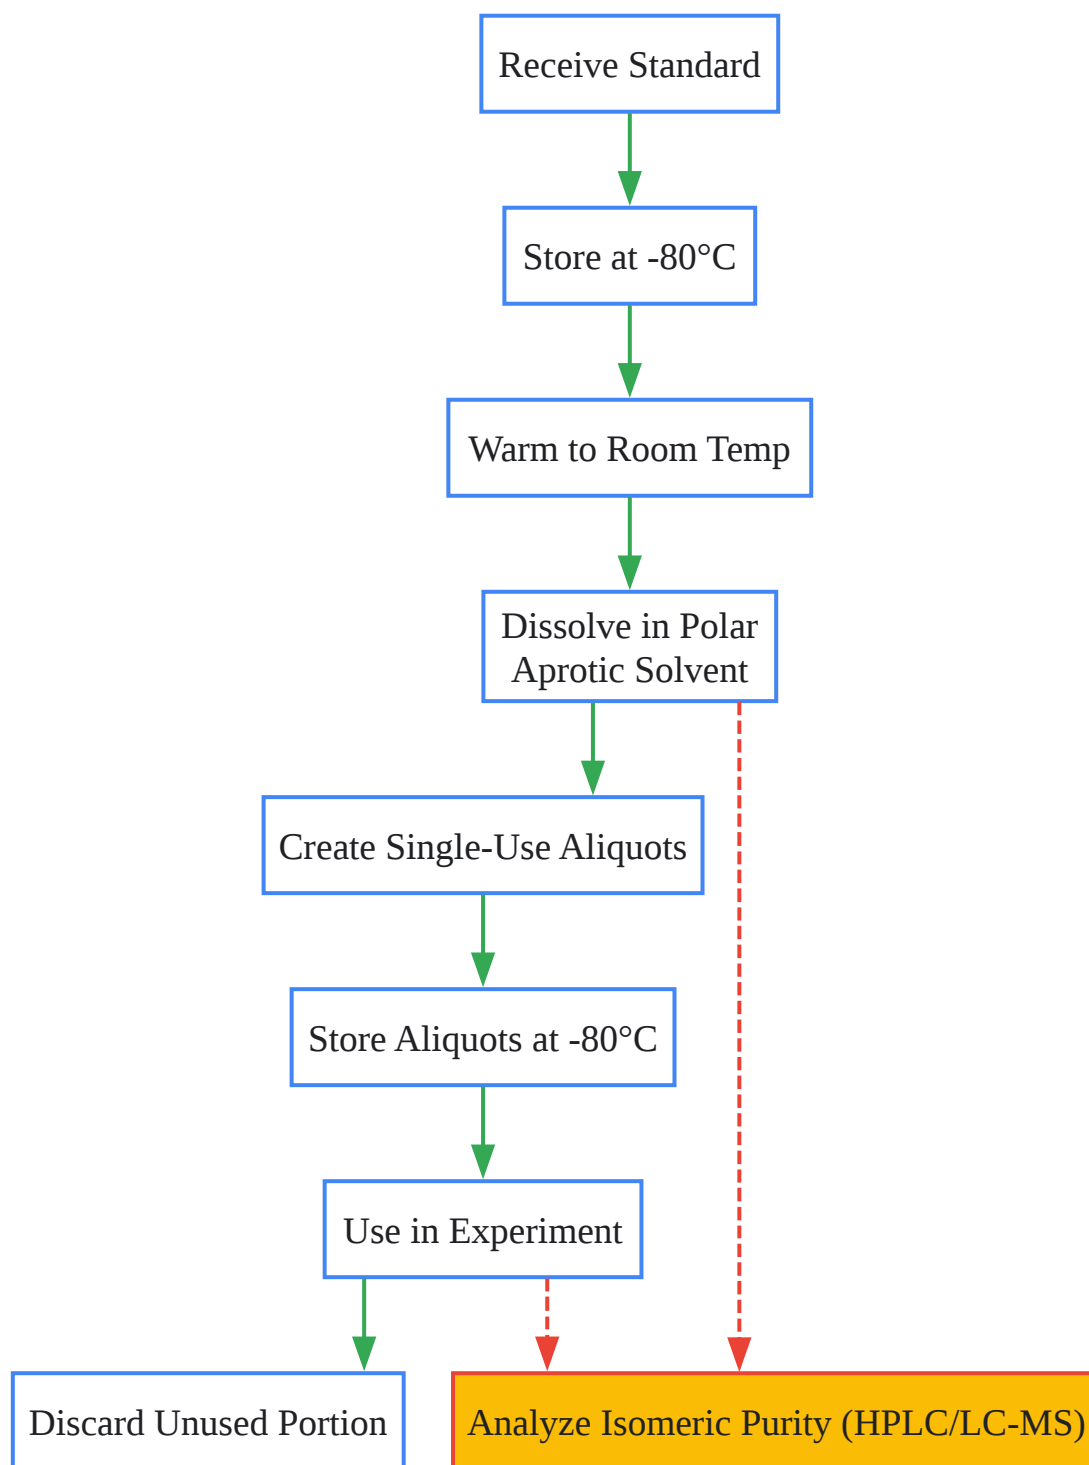 Receive Standard
Store at -80°C
Warm to Room Temp
Dissolve in Polar
Aprotic Solvent
Create Single-Use Aliquots
Store Aliquots at -80°C
Use in Experiment
Discard Unused Portion
Analyze Isomeric Purity (HPLC/LC-MS)